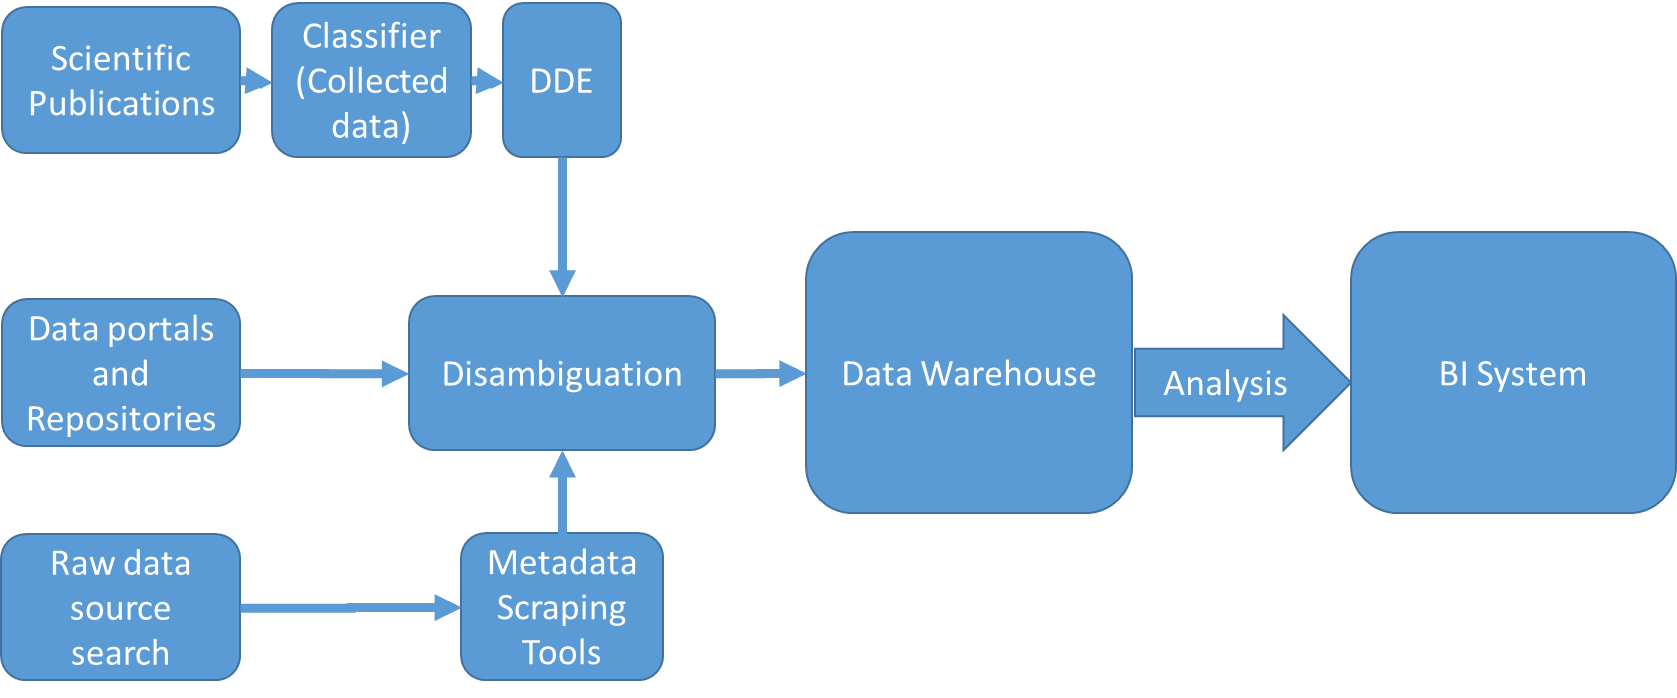 Scientific
Publications
Classifier
(Collected
data)
DDE
Data portals
and
Repositories
Disambiguation
Data Warehouse
Analysis
BI System
Raw data
source
search
Metadata
Scraping
Tools